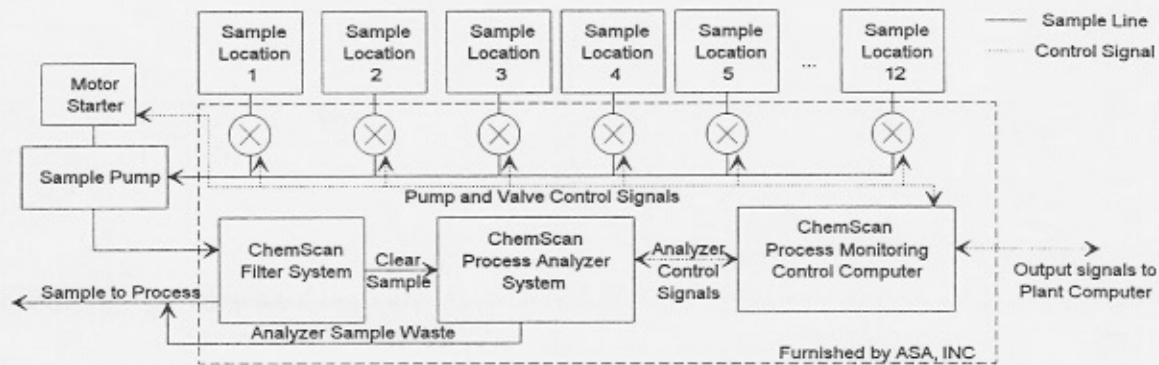 Sample
Location
1
Sample
Location
2
Sample
Location
3
Sample
Location
4
Sample
Location
5
...
Sample
Location
12
Sample Line
Control Signal
Motor
Starter
Sample Pump
Pump and Valve Control Signals
ChemScan
Filter System
Clear
Sample
ChemScan
Process Analyzer
System
Analyzer
Control
Signals
ChemScan
Process Monitoring
Control Computer
Output signals to
Plant Computer
Sample to Process
Analyzer Sample Waste
Furnished by ASA, INC